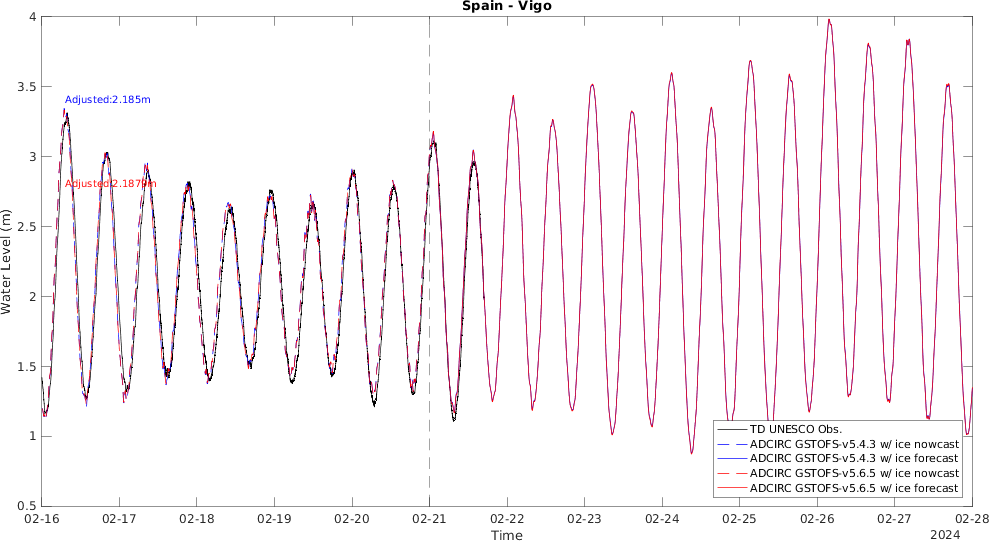 Spain - Vigo
4
3.5
3
2.5
2
1.5
1
0.5
Water Level (m)
Adjusted:2.185m
Adjusted:2.1879m
TD UNESCO Obs.
ADCIRC GSTOFS-v5.4.3 w/ ice nowcast
ADCIRC GSTOFS-v5.4.3 w/ ice forecast
ADCIRC GSTOFS-v5.6.5 w/ ice nowcast
ADCIRC GSTOFS-v5.6.5 w/ ice forecast
02-16 02-17 02-18 02-19 02-20 02-21 02-22 02-23 02-24 02-25 02-26 02-27 02-28
Time
2024